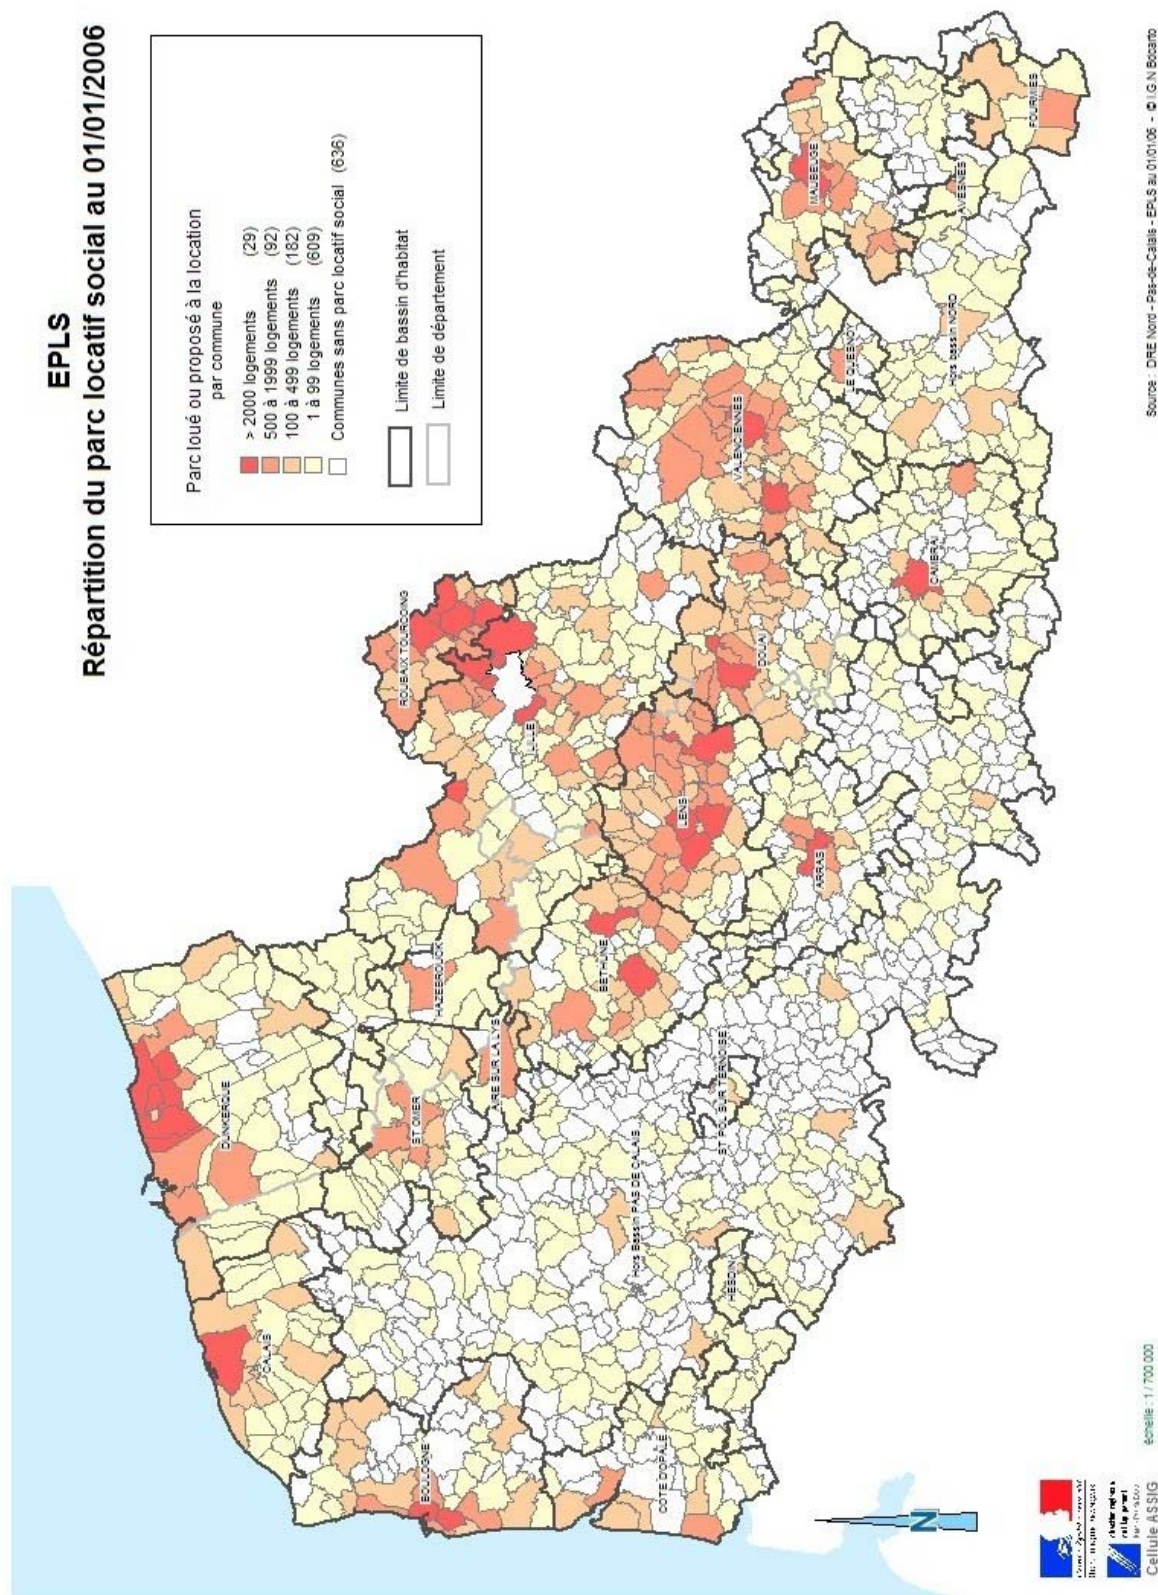 EPLS
Répartition du parc locatif social au 01/01/2006
Parc loué ou proposé à la location
par commune
> 2000 logements (29)
500 à 1999 logements (92)
100 à 499 logements (182)
1 à 99 logements (609)
Communes sans parc locatif social (636)
Limite de bassin d'habitat
Limite de département
DUNKERQUE
CALAIS
BOULOGNE
ST OMER
HAZEBROUCK
AIRE SUR LA LYS
ROUBAIX TOURCOING
LILLE
BETHUNE
LENS
DOUAI
VALENCIENNES
MAUBEUGE
LE QUESNOY
AVESNES
FOURMIES
Hors bassin NORD
CAMBRAI
ARRAS
ST POL SUR TERNOISE
Hors Bassin PAS DE CALAIS
HESDIN
COTE D'OPALE
N
Cellule ASSIG
échelle : 1 / 700 000
Source : DRE Nord - Pas-de-Calais - EPLS au 01/01/06 - © I.G.N Bdcarto